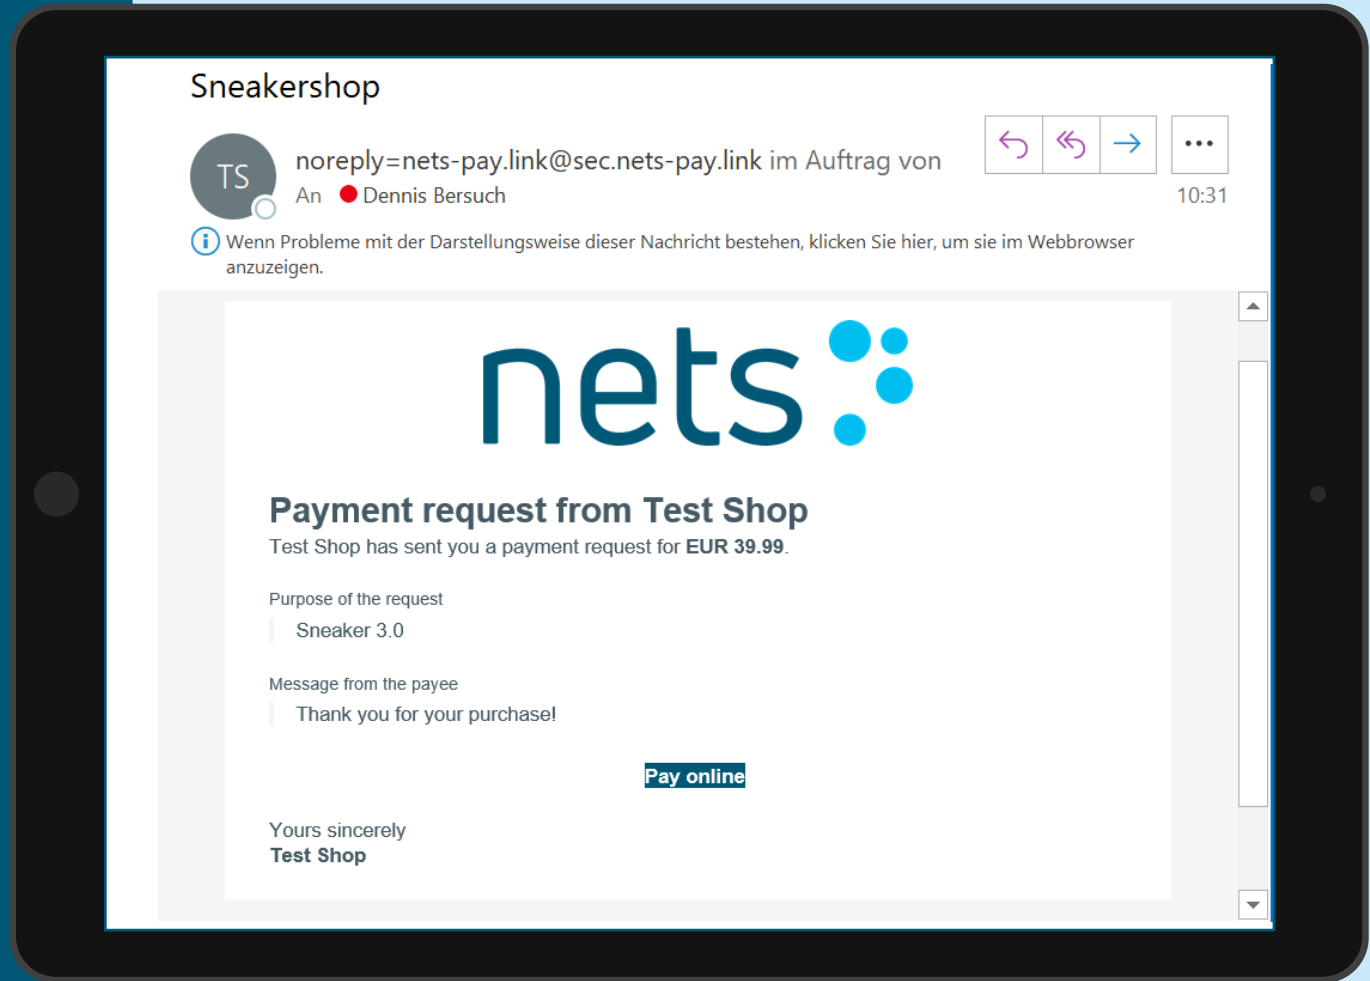 Sneakershop
TS
noreply=nets-pay.link@sec.nets-pay.link im Auftrag von
An Dennis Bersuch
10:31
Wenn Probleme mit der Darstellungsweise dieser Nachricht bestehen, klicken Sie hier, um sie im Webbrowser
anzuzeigen.
nets
Payment request from Test Shop
Test Shop has sent you a payment request for EUR 39.99.
Purpose of the request
Sneaker 3.0
Message from the payee
Thank you for your purchase!
Pay online
Yours sincerely
Test Shop